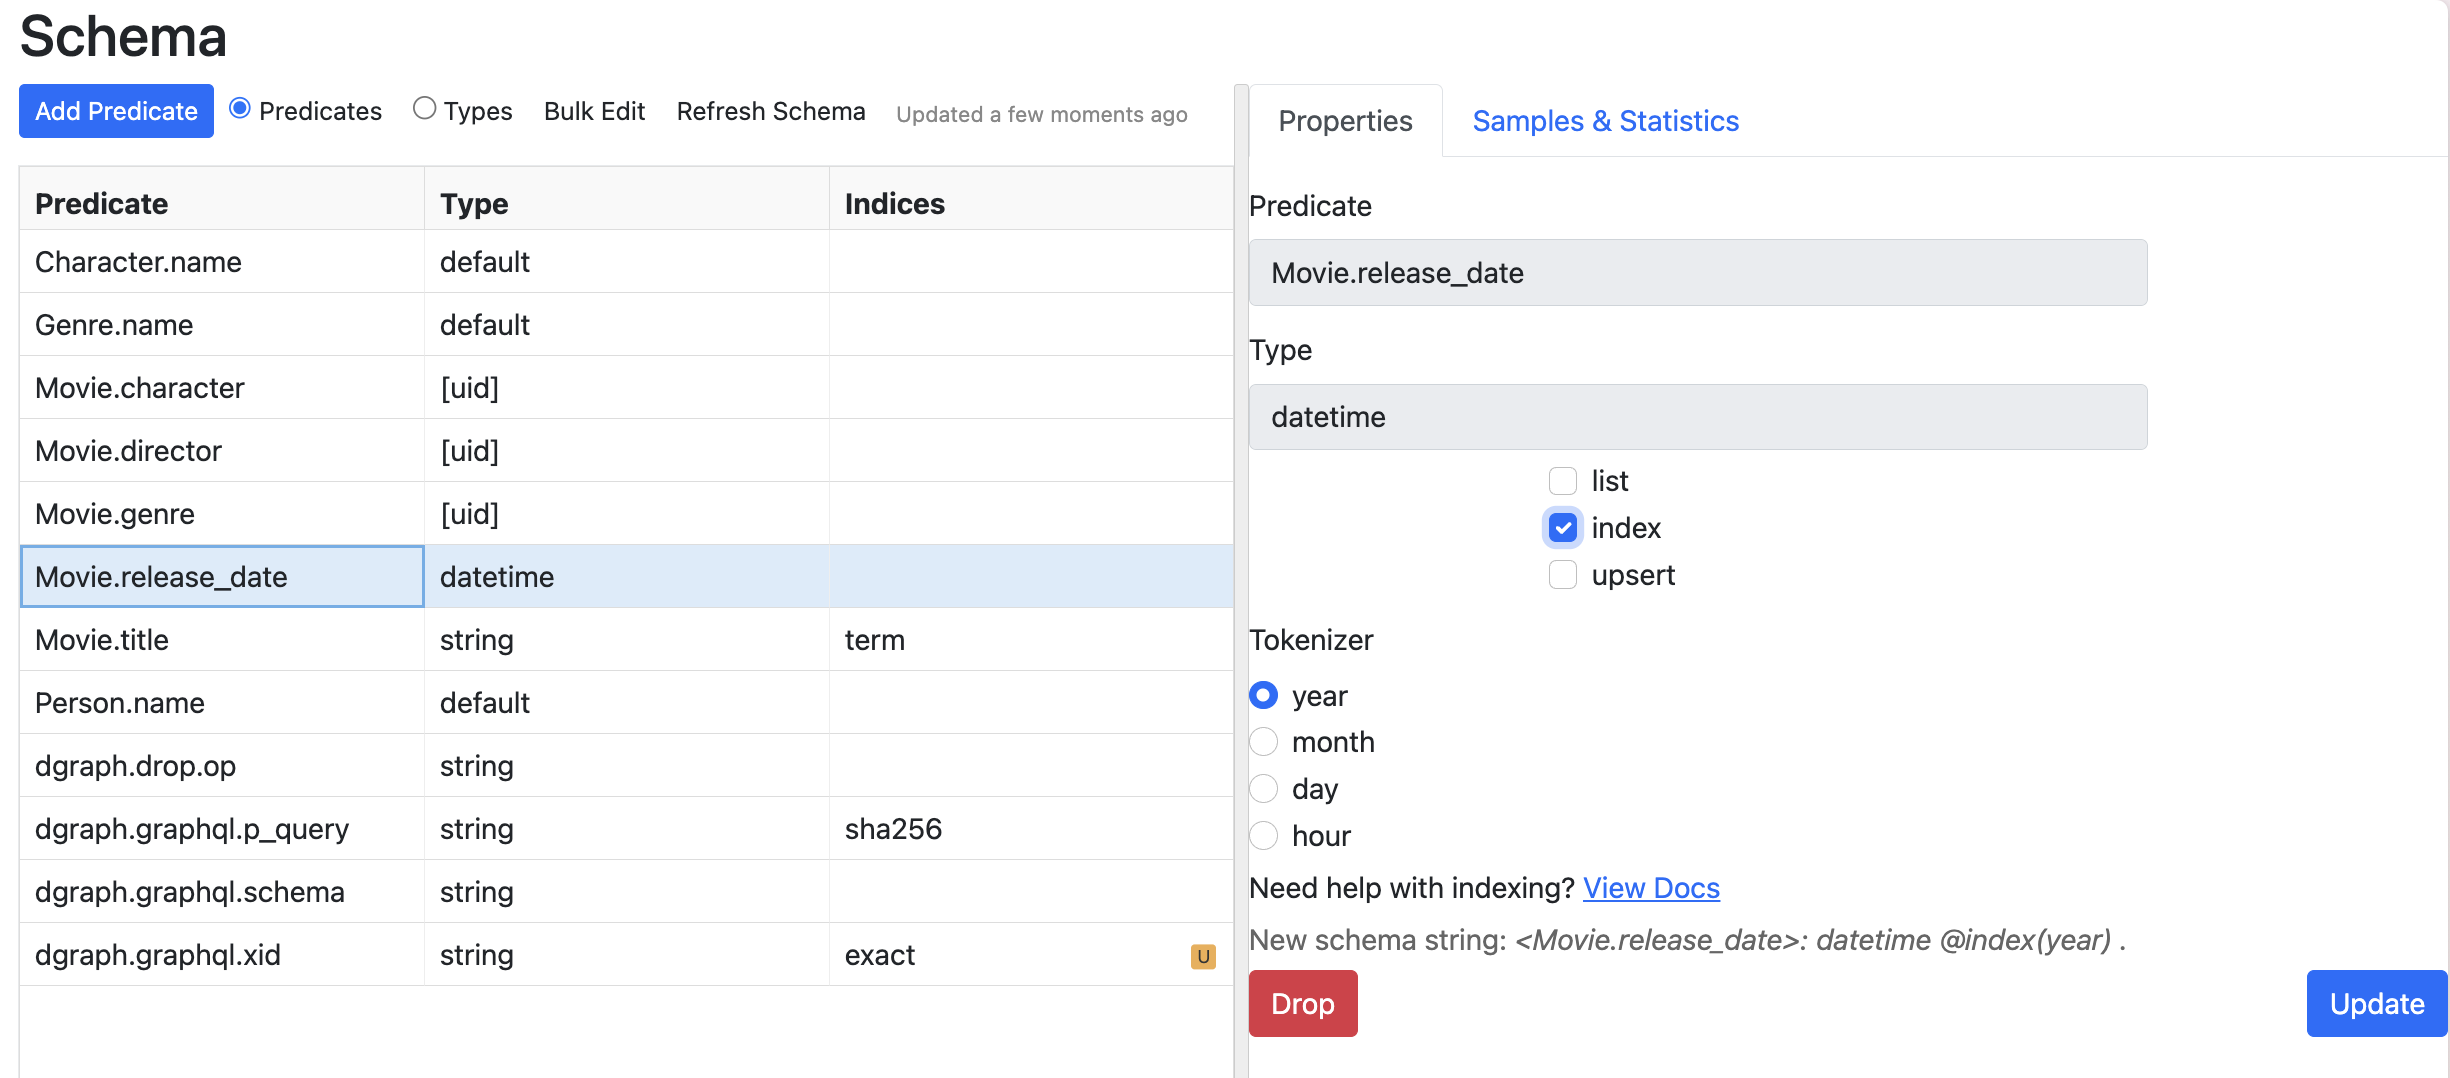 Schema
Add Predicate Predicates Types Bulk Edit Refresh Schema Updated a few moments ago
Predicate Type Indices
Character.name default
Genre.name default
Movie.character [uid]
Movie.director [uid]
Movie.genre [uid]
Movie.release_date datetime
Movie.title string term
Person.name default
dgraph.drop.op string
dgraph.graphql.p_query string sha256
dgraph.graphql.schema string
dgraph.graphql.xid string exact U
Properties Samples & Statistics
Predicate
Movie.release_date
Type
datetime
list
index
upsert
Tokenizer
year
month
day
hour
Need help with indexing? View Docs
New schema string: <Movie.release_date>: datetime @index(year) .
Drop Update